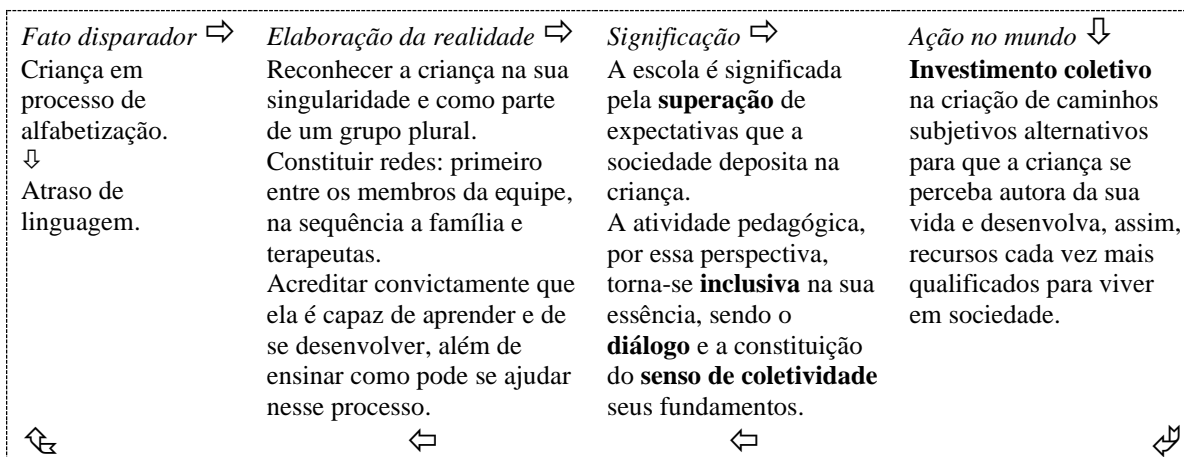 Fato disparador ⇨
Criança em
processo de
alfabetização.
⇩
Atraso de
linguagem.
Elaboração da realidade ⇨
Reconhecer a criança na sua
singularidade e como parte
de um grupo plural.
Constituir redes: primeiro
entre os membros da equipe,
na sequência a família e
terapeutas.
Acreditar convictamente que
ela é capaz de aprender e de
se desenvolver, além de
ensinar como pode se ajudar
nesse processo.
Significação ⇨
A escola é significada
pela superação de
expectativas que a
sociedade deposita na
criança.
A atividade pedagógica,
por essa perspectiva,
torna-se inclusiva na sua
essência, sendo o
diálogo e a constituição
do senso de coletividade
seus fundamentos.
Ação no mundo ⇩
Investimento coletivo
na criação de caminhos
subjetivos alternativos
para que a criança se
perceba autora da sua
vida e desenvolva, assim,
recursos cada vez mais
qualificados para viver
em sociedade.